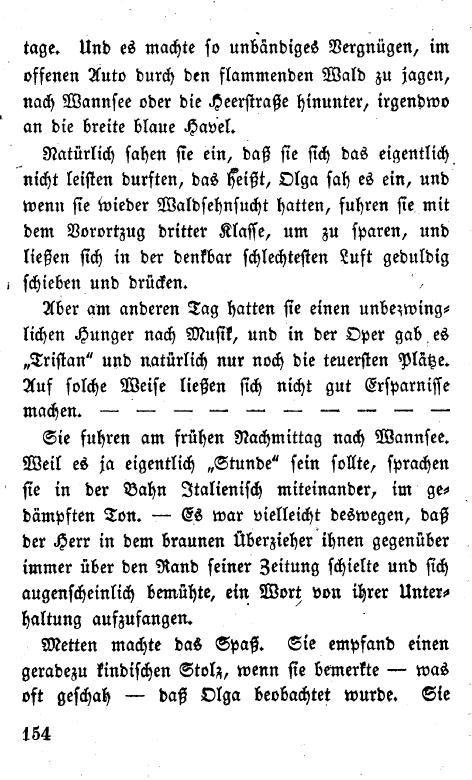 tage. Und es machte so unbändiges Vergnügen, im
offenen Auto durch den flammenden Wald zu jagen,
nach Wannsee oder die Heerstraße hinunter, irgendwo
an die breite blaue Havel.
Natürlich sahen sie ein, daß sie sich das eigentlich
nicht leisten durften, das heißt, Olga sah es ein, und
wenn sie wieder Waldsehnsucht hatten, fuhren sie mit
dem Vorortzug dritter Klasse, um zu sparen, und
ließen sich in der denkbar schlechtesten Luft geduldig
schieben und drücken.
Aber am anderen Tag hatten sie einen unbezwing-
lichen Hunger nach Musik, und in der Oper gab es
„Tristan“ und natürlich nur noch die teuersten Plätze.
Auf solche Weise ließen sich nicht gut Ersparnisse
machen. — — — — — — — — — —
Sie fuhren am frühen Nachmittag nach Wannsee.
Weil es ja eigentlich „Stunde“ sein sollte, sprachen
sie in der Bahn Italienisch miteinander, im ge-
dämpften Ton. — Es war vielleicht deswegen, daß
der Herr in dem braunen Überzieher ihnen gegenüber
immer über den Rand seiner Zeitung schielte und sich
augenscheinlich bemühte, ein Wort von ihrer Unter-
haltung aufzufangen.
Metten machte das Spaß. Sie empfand einen
geradezu kindischen Stolz, wenn sie bemerkte — was
oft geschah — daß Olga beobachtet wurde. Sie
154